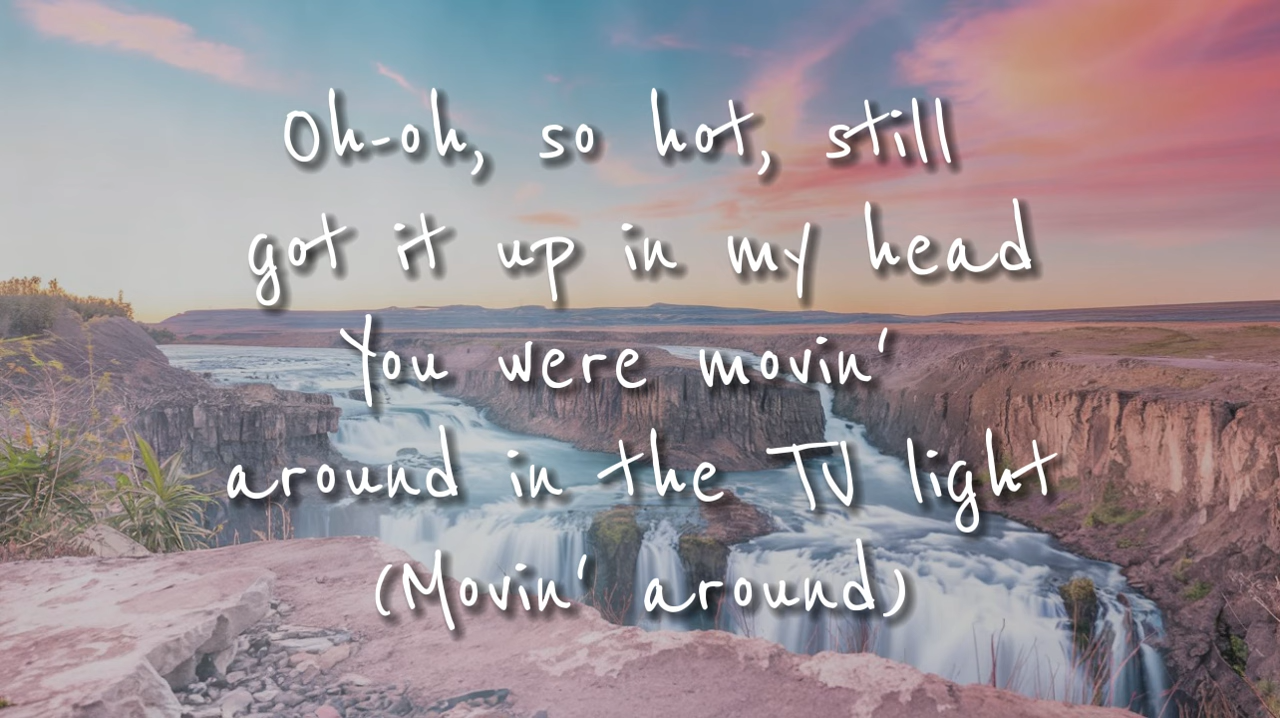 Oh-oh, so hot, still
got it up in my head
You were movin'
around in the TV light
(Movin' around)